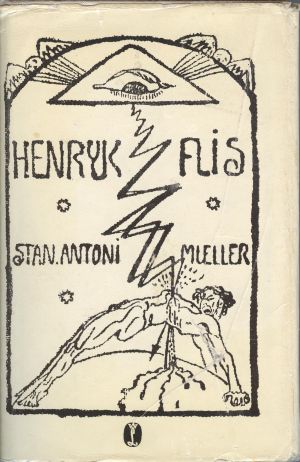 HENRYK FLIS
STAN. ANTONI MUELLER